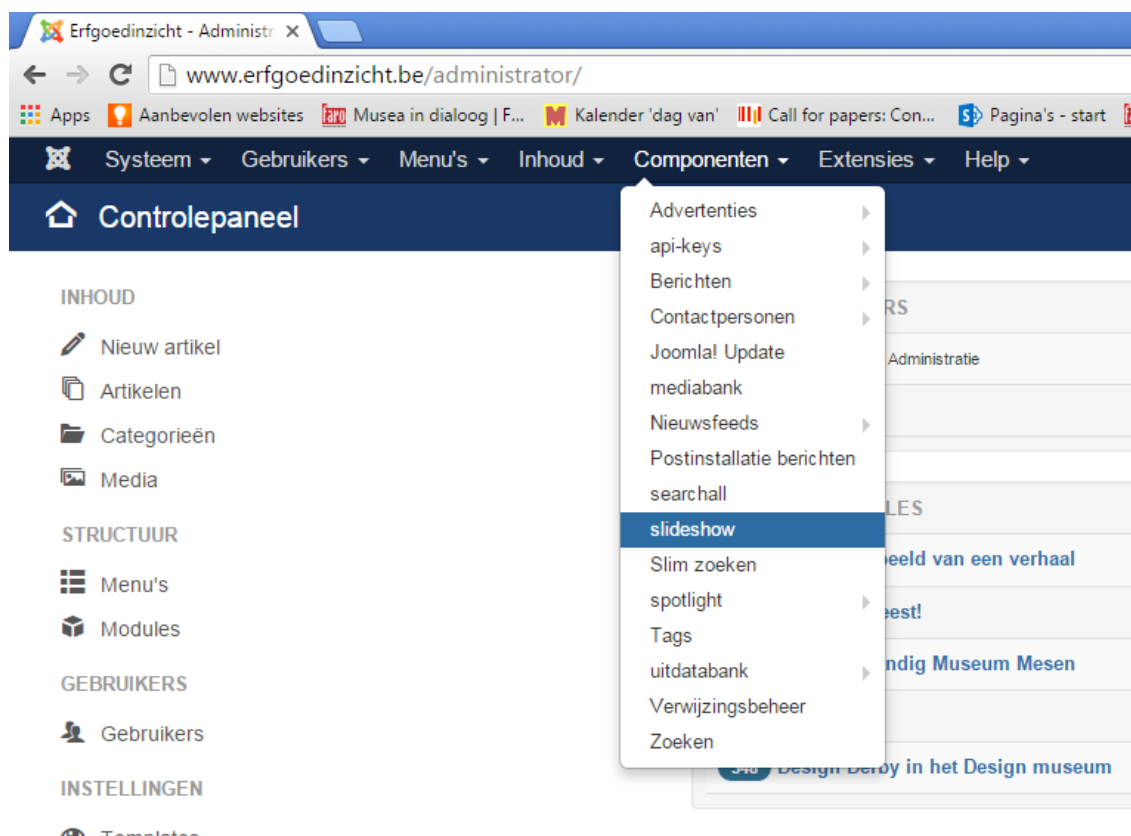 Erfgoedinzicht - Administr
www.erfgoedinzicht.be/administrator/
Apps Aanbevolen websites faro Musea in dialoog | F... M Kalender 'dag van' Call for papers: Con... Pagina's - start
Systeem Gebruikers Menu's Inhoud Componenten Extensies Help
Controlepaneel
INHOUD
Nieuw artikel
Artikelen
Categorieën
Media
STRUCTUUR
Menu's
Modules
GEBRUIKERS
Gebruikers
INSTELLINGEN
Templates
Advertenties
api-keys
Berichten
Contactpersonen
Joomla! Update
mediabank
Nieuwsfeeds
Postinstallatie berichten
searchall
slideshow
Slim zoeken
spotlight
Tags
uitdatabank
Verwijzingsbeheer
Zoeken
RS
Administratie
LES
eeld van een verhaal
eest!
ndig Museum Mesen
Design Derby in het Design museum